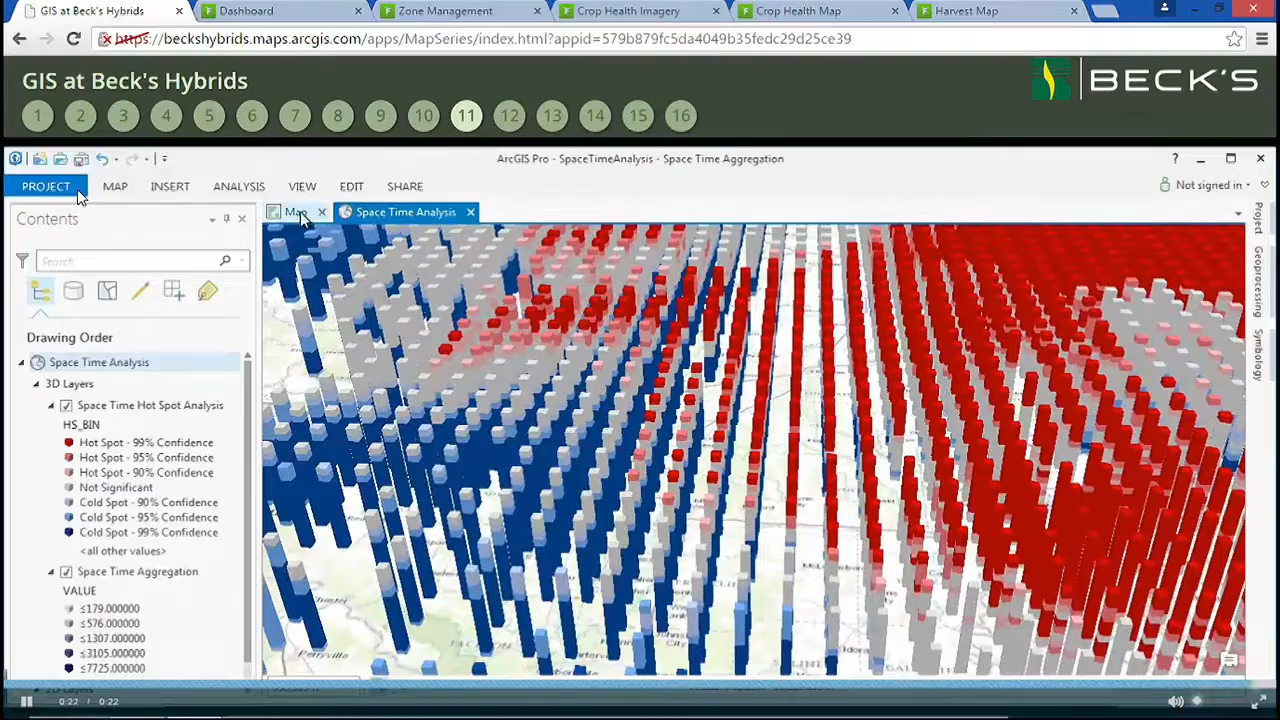 GIS at Beck's Hybrids
Dashboard
Zone Management
Crop Health Imagery
Crop Health Map
Harvest Map
https://beckshybrids.maps.arcgis.com/apps/MapSeries/index.html?appid=579b879fc5da4049b35fedc29d25ce39
GIS at Beck's Hybrids
BECK'S
1 2 3 4 5 6 7 8 9 10 11 12 13 14 15 16
ArcGIS Pro - SpaceTimeAnalysis - Space Time Aggregation
PROJECT MAP INSERT ANALYSIS VIEW EDIT SHARE
Not signed in
Contents
Map
Space Time Analysis
Project
Geoprocessing
Symbology
Search
Drawing Order
Space Time Analysis
3D Layers
Space Time Hot Spot Analysis
HS_BIN
Hot Spot - 99% Confidence
Hot Spot - 95% Confidence
Hot Spot - 90% Confidence
Not Significant
Cold Spot - 90% Confidence
Cold Spot - 95% Confidence
Cold Spot - 99% Confidence
<all other values>
Space Time Aggregation
VALUE
≤179.000000
≤576.000000
≤1307.000000
≤3105.000000
≤7725.000000
Perryville
0:22 / 0:22